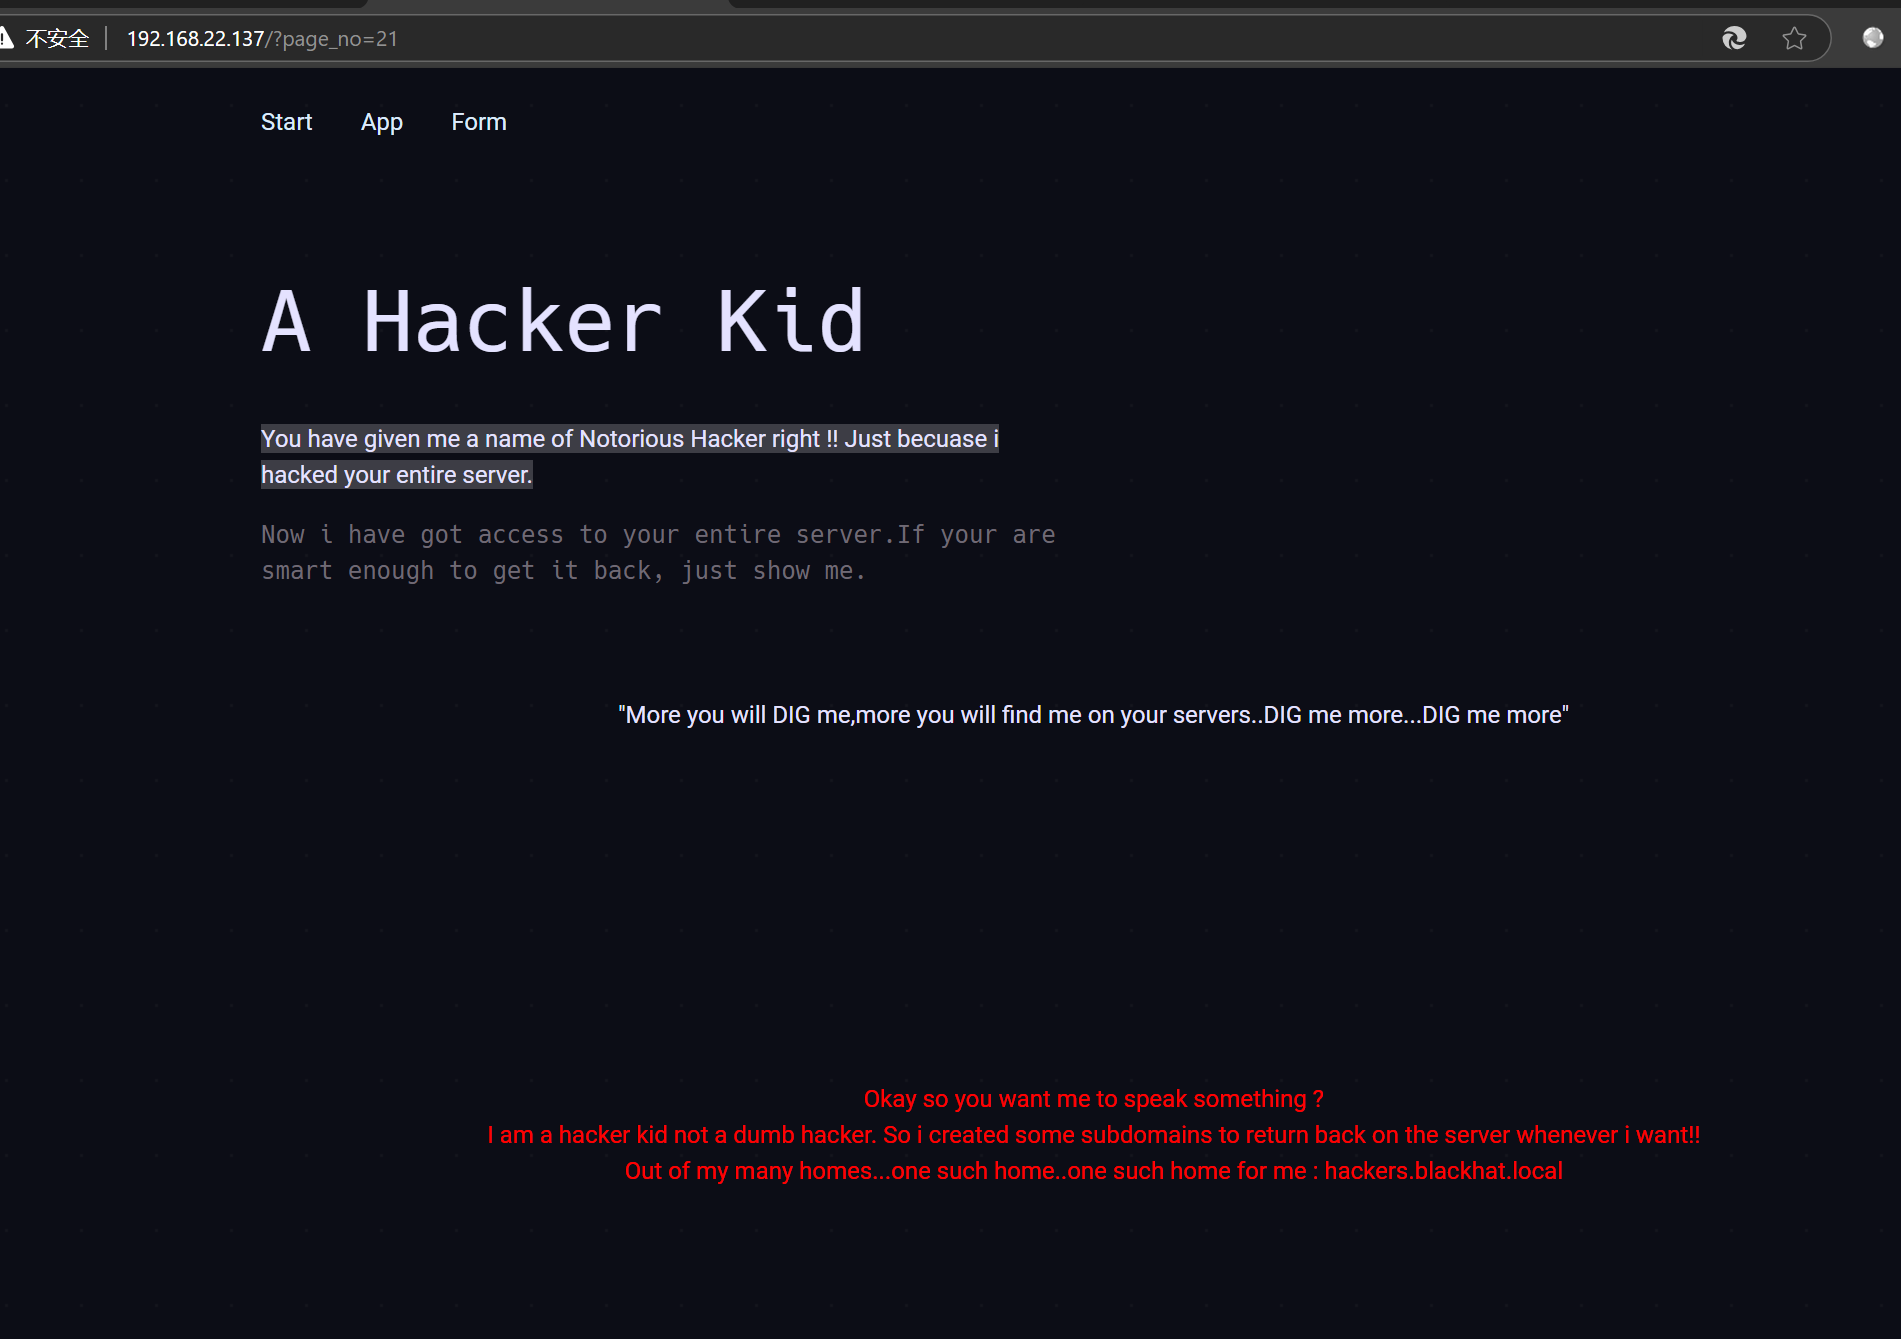 不安全 192.168.22.137/?page_no=21
Start App Form
A Hacker Kid
You have given me a name of Notorious Hacker right !! Just becuase i
hacked your entire server.
Now i have got access to your entire server.If your are
smart enough to get it back, just show me.
"More you will DIG me,more you will find me on your servers..DIG me more...DIG me more"
Okay so you want me to speak something ?
I am a hacker kid not a dumb hacker. So i created some subdomains to return back on the server whenever i want!!
Out of my many homes...one such home..one such home for me : hackers.blackhat.local